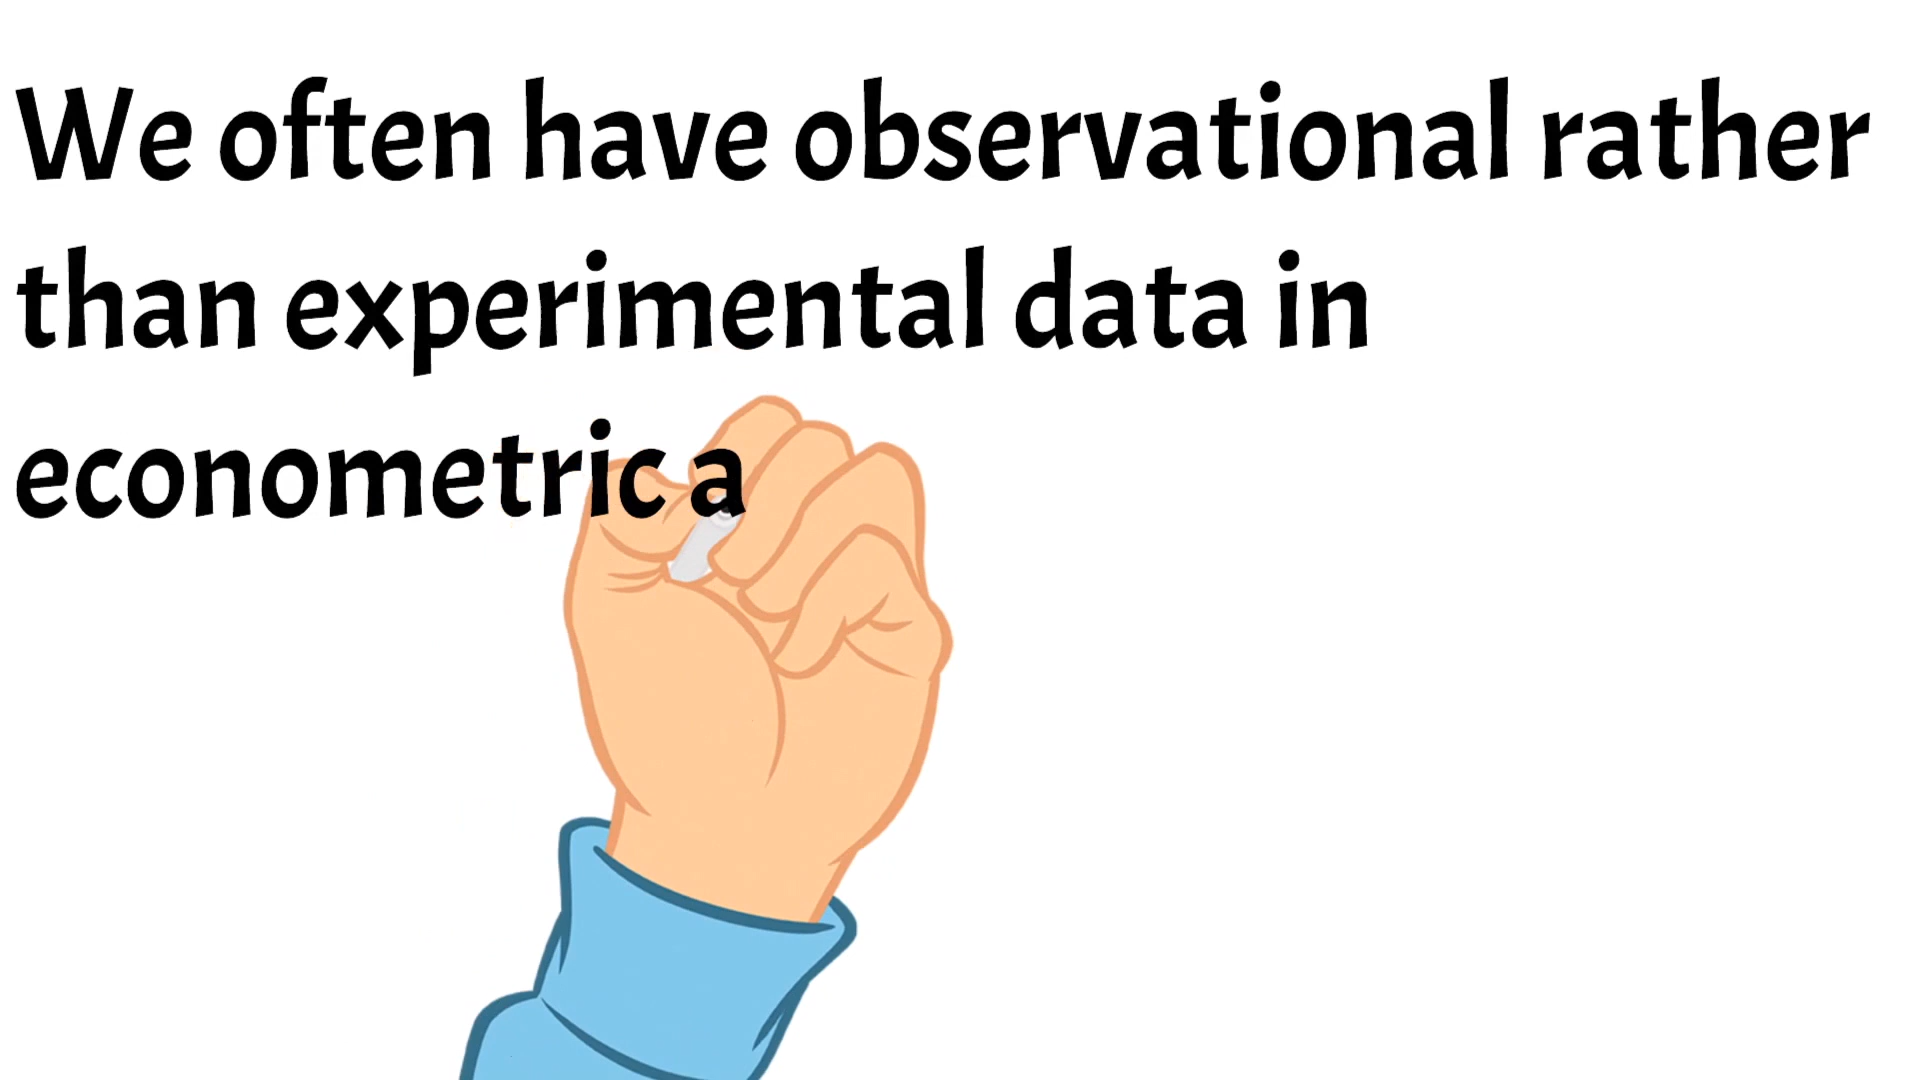 We often have observational rather
than experimental data in
econometric a